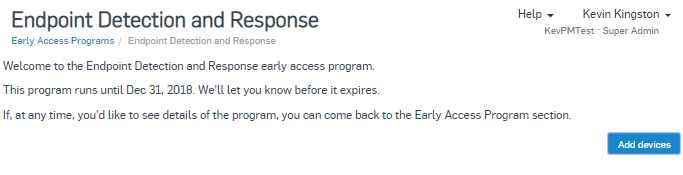 Endpoint Detection and Response
Help Kevin Kingston
KevPMTest · Super Admin
Early Access Programs / Endpoint Detection and Response
Welcome to the Endpoint Detection and Response early access program.
This program runs until Dec 31, 2018. We'll let you know before it expires.
If, at any time, you'd like to see details of the program, you can come back to the Early Access Program section.
Add devices